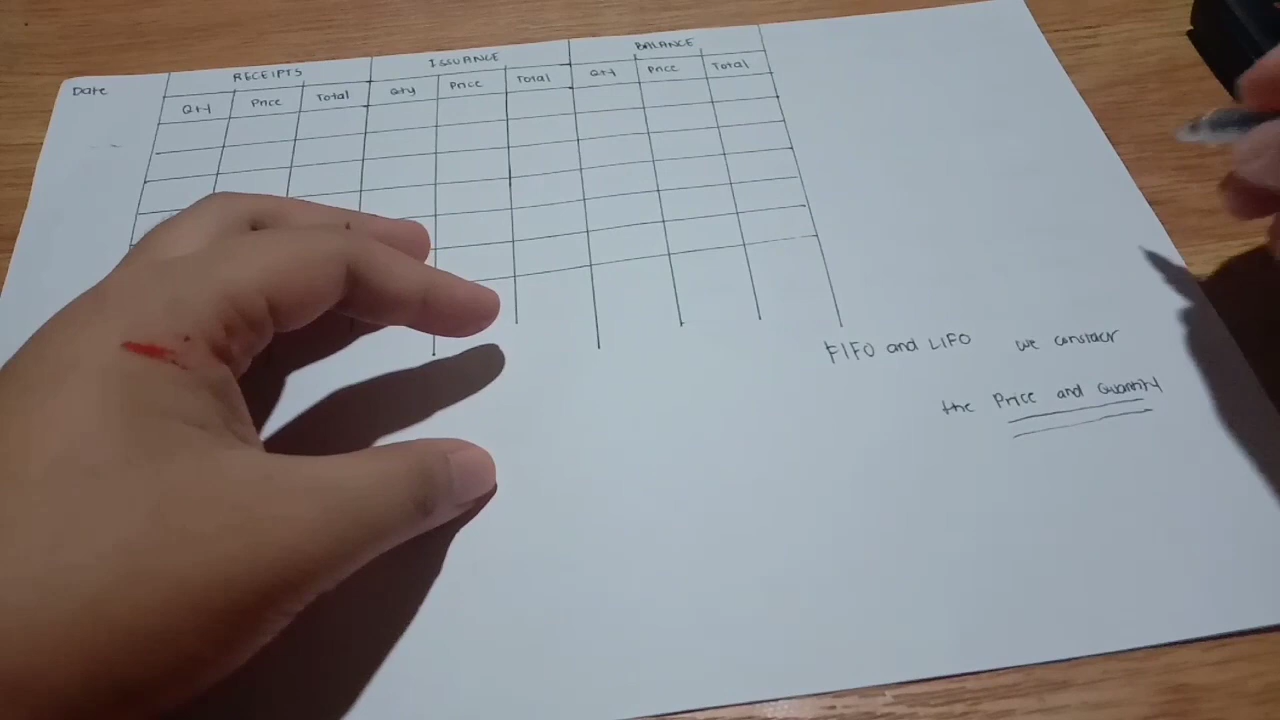 Date RECEIPTS ISSUANCE BALANCE
Qty Price Total Qty Price Total Qty Price Total
FIFO and LIFO we consider
the Price and Quantity